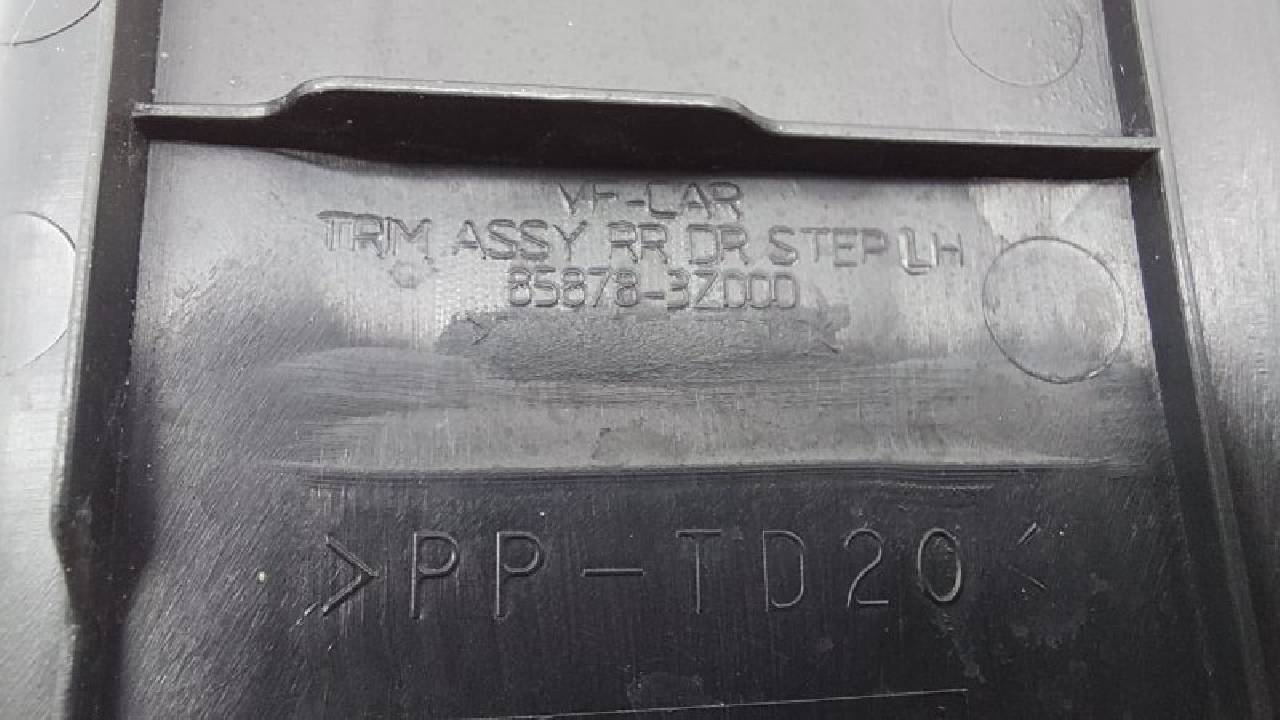 VF-CAR
TRIM ASSY RR DR STEP LH
85878-3Z000
>PP-TD20<